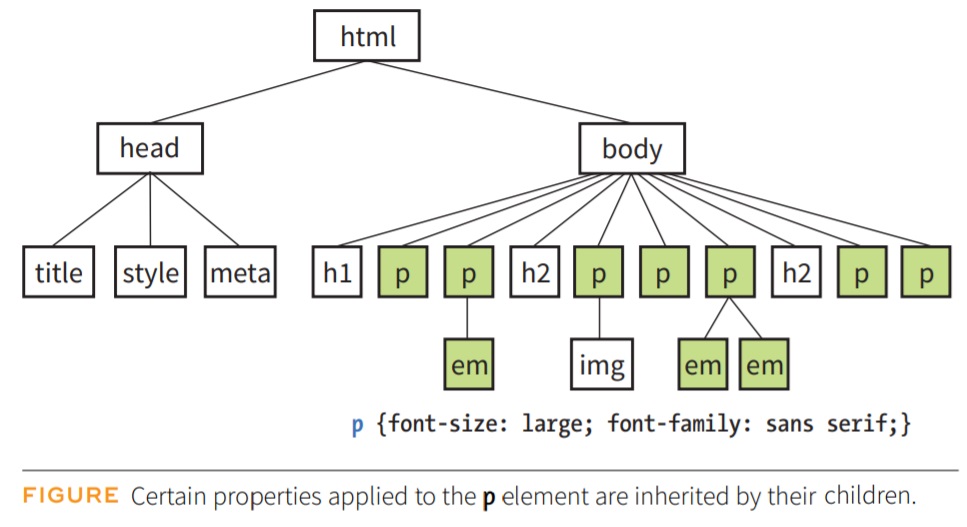 html
head body
title style meta h1 p p h2 p p p h2 p p
em img em em
p {font-size: large; font-family: sans serif;}
FIGURE Certain properties applied to the p element are inherited by their children.